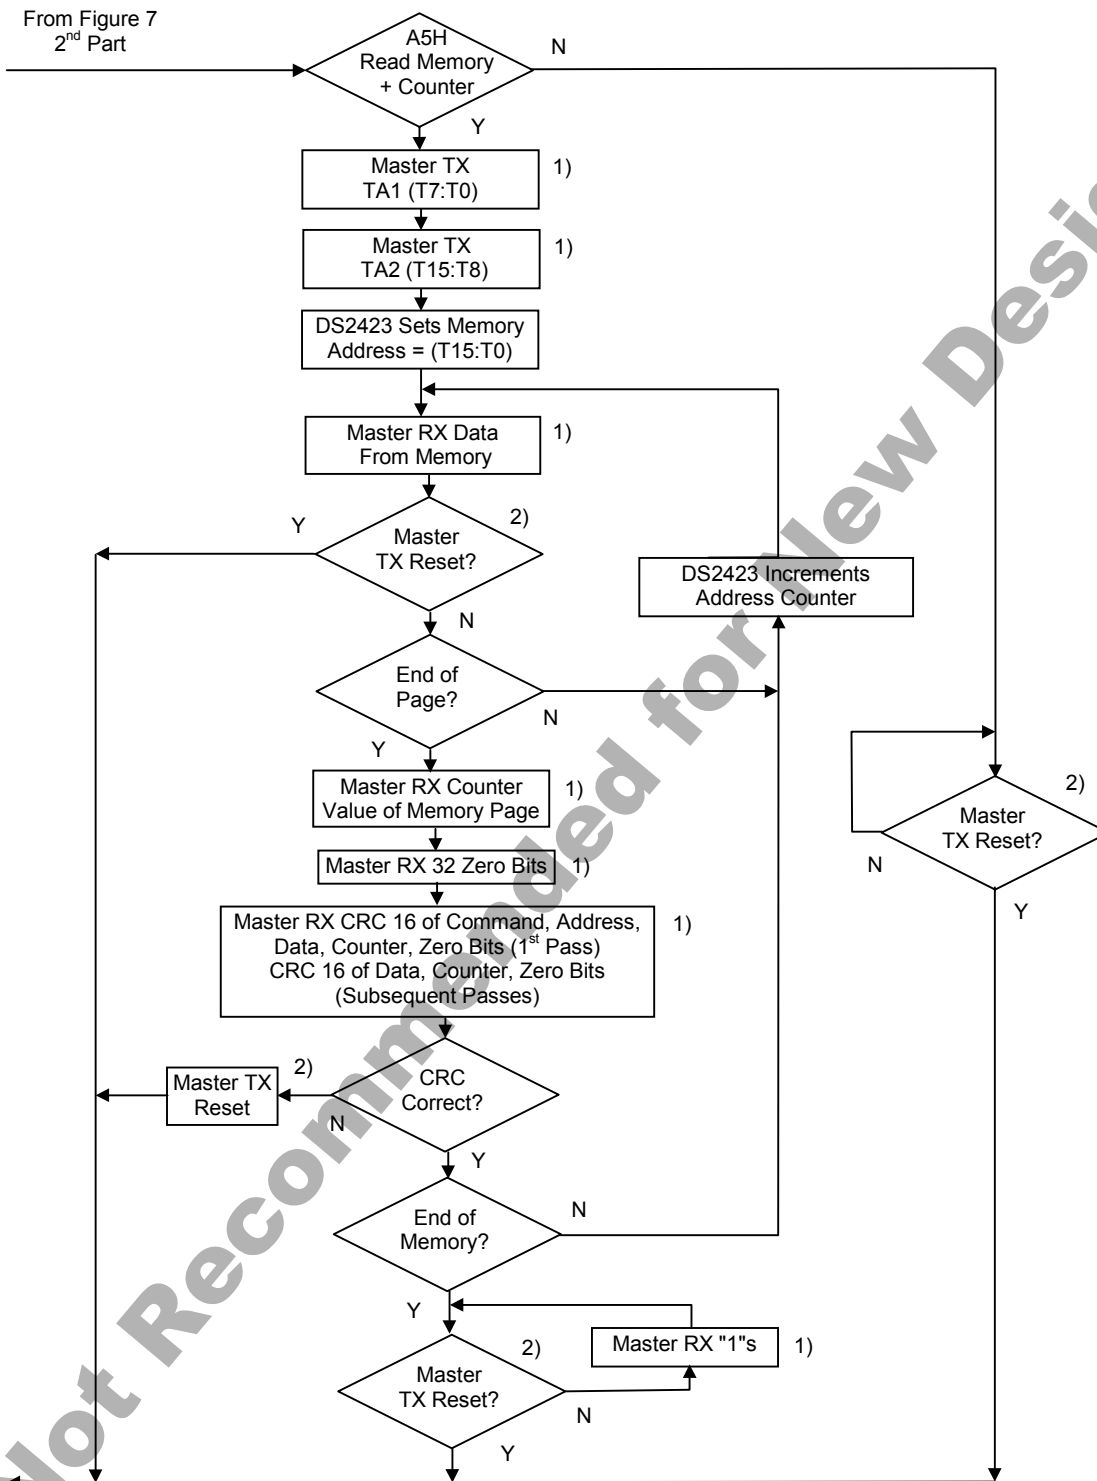 From Figure 7
2nd Part
A5H
Read Memory
+ Counter
N
Y
Master TX
TA1 (T7:T0)
1)
Master TX
TA2 (T15:T8)
1)
DS2423 Sets Memory
Address = (T15:T0)
Master RX Data
From Memory
1)
Y
Master
TX Reset?
2)
N
DS2423 Increments
Address Counter
End of
Page?
N
Y
Master RX Counter
Value of Memory Page
1)
Master
TX Reset?
2)
N
Y
Master RX 32 Zero Bits
1)
Master RX CRC 16 of Command, Address,
Data, Counter, Zero Bits (1st Pass)
CRC 16 of Data, Counter, Zero Bits
(Subsequent Passes)
1)
Master TX
Reset
2)
CRC
Correct?
N
Y
End of
Memory?
N
Y
Master
TX Reset?
2)
Master RX "1"s
1)
N
Y
Not Recommended for New Desig